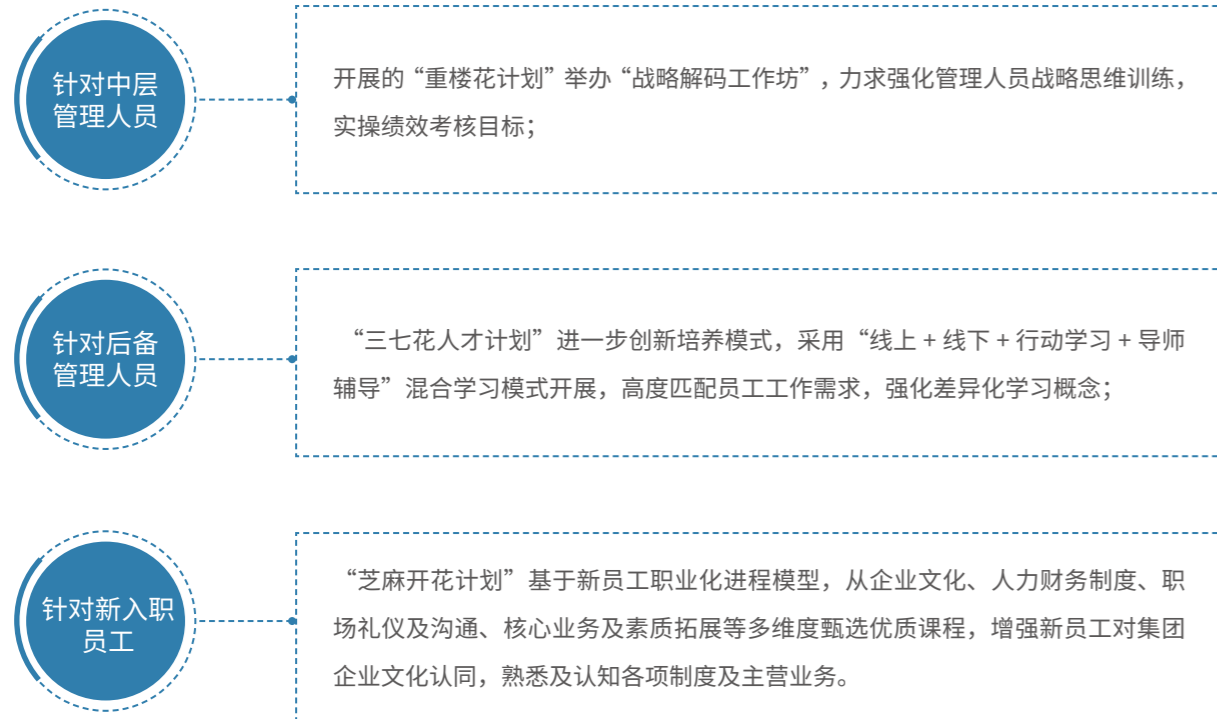 针对中层
管理人员
开展的“重楼花计划”举办“战略解码工作坊”，力求强化管理人员战略思维训练，
实操绩效考核目标；
针对后备
管理人员
“三七花人才计划”进一步创新培养模式，采用“线上 + 线下 + 行动学习 + 导师
辅导”混合学习模式开展，高度匹配员工工作需求，强化差异化学习概念；
针对新入职
员工
“芝麻开花计划”基于新员工职业化进程模型，从企业文化、人力财务制度、职
场礼仪及沟通、核心业务及素质拓展等多维度甄选优质课程，增强新员工对集团
企业文化认同，熟悉及认知各项制度及主营业务。